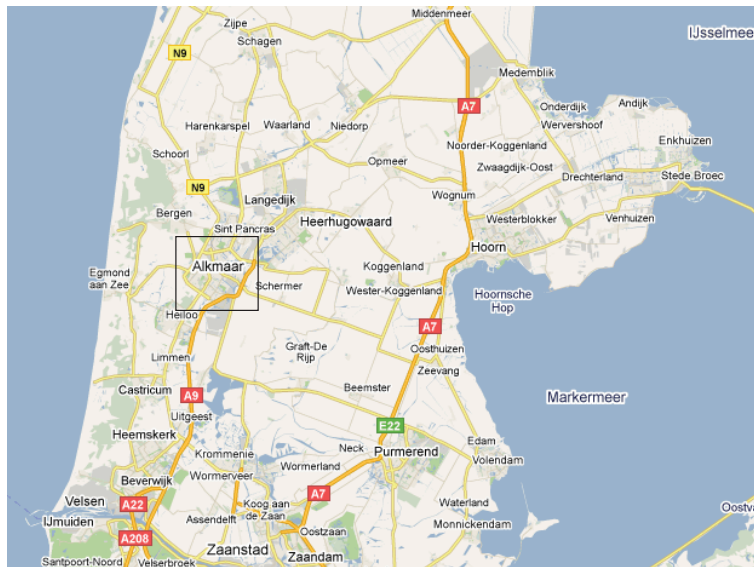 Middenmeer
Zijpe
IJsselmee
Schagen
N9
Medemblik
A7
Onderdijk
Andijk
Harenkarspel
Waarland
Niedorp
Wervershoof
Enkhuizen
Noorder-Koggenland
Schoorl
Opmeer
Zwaagdijk-Oost
Drechterland
Stede Broec
N9
Langedijk
Wognum
Bergen
Heerhugowaard
Westerblokker
Venhuizen
Sint Pancras
Hoorn
Alkmaar
Koggenland
Egmond
aan Zee
Schermer
Wester-Koggenland
Hoornsche
Hop
Heiloo
A7
Graft-De
Rijp
Oosthuizen
Limmen
Zeevang
Castricum
A9
Beemster
Markermeer
Uitgeest
E22
Heemskerk
Edam
Krommenie
Neck
Purmerend
Volendam
Wormerland
Beverwijk
Wormerveer
A7
Velsen
A22
Koog aan
de Zaan
Waterland
Oostva
IJmuiden
Assendelft
Monnickendam
A208
Oostzaan
Zaanstad
Zaandam
Santpoort-Noord
Velserbroek